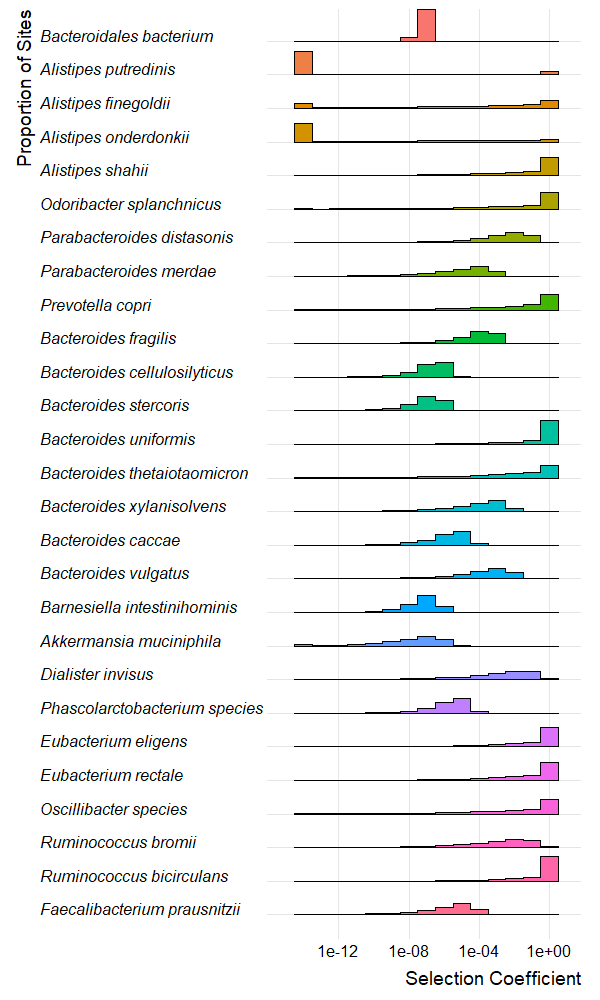 Proportion of Sites
Bacteroidales bacterium
Alistipes putredinis
Alistipes finegoldii
Alistipes onderdonkii
Alistipes shahii
Odoribacter splanchnicus
Parabacteroides distasonis
Parabacteroides merdae
Prevotella copri
Bacteroides fragilis
Bacteroides cellulosilyticus
Bacteroides stercoris
Bacteroides uniformis
Bacteroides thetaiotaomicron
Bacteroides xylanisolvens
Bacteroides caccae
Bacteroides vulgatus
Barnesiella intestinihominis
Akkermansia muciniphila
Dialister invisus
Phascolarctobacterium species
Eubacterium eligens
Eubacterium rectale
Oscillibacter species
Ruminococcus bromii
Ruminococcus bicirculans
Faecalibacterium prausnitzii
1e-12 1e-08 1e-04 1e+00
Selection Coefficient